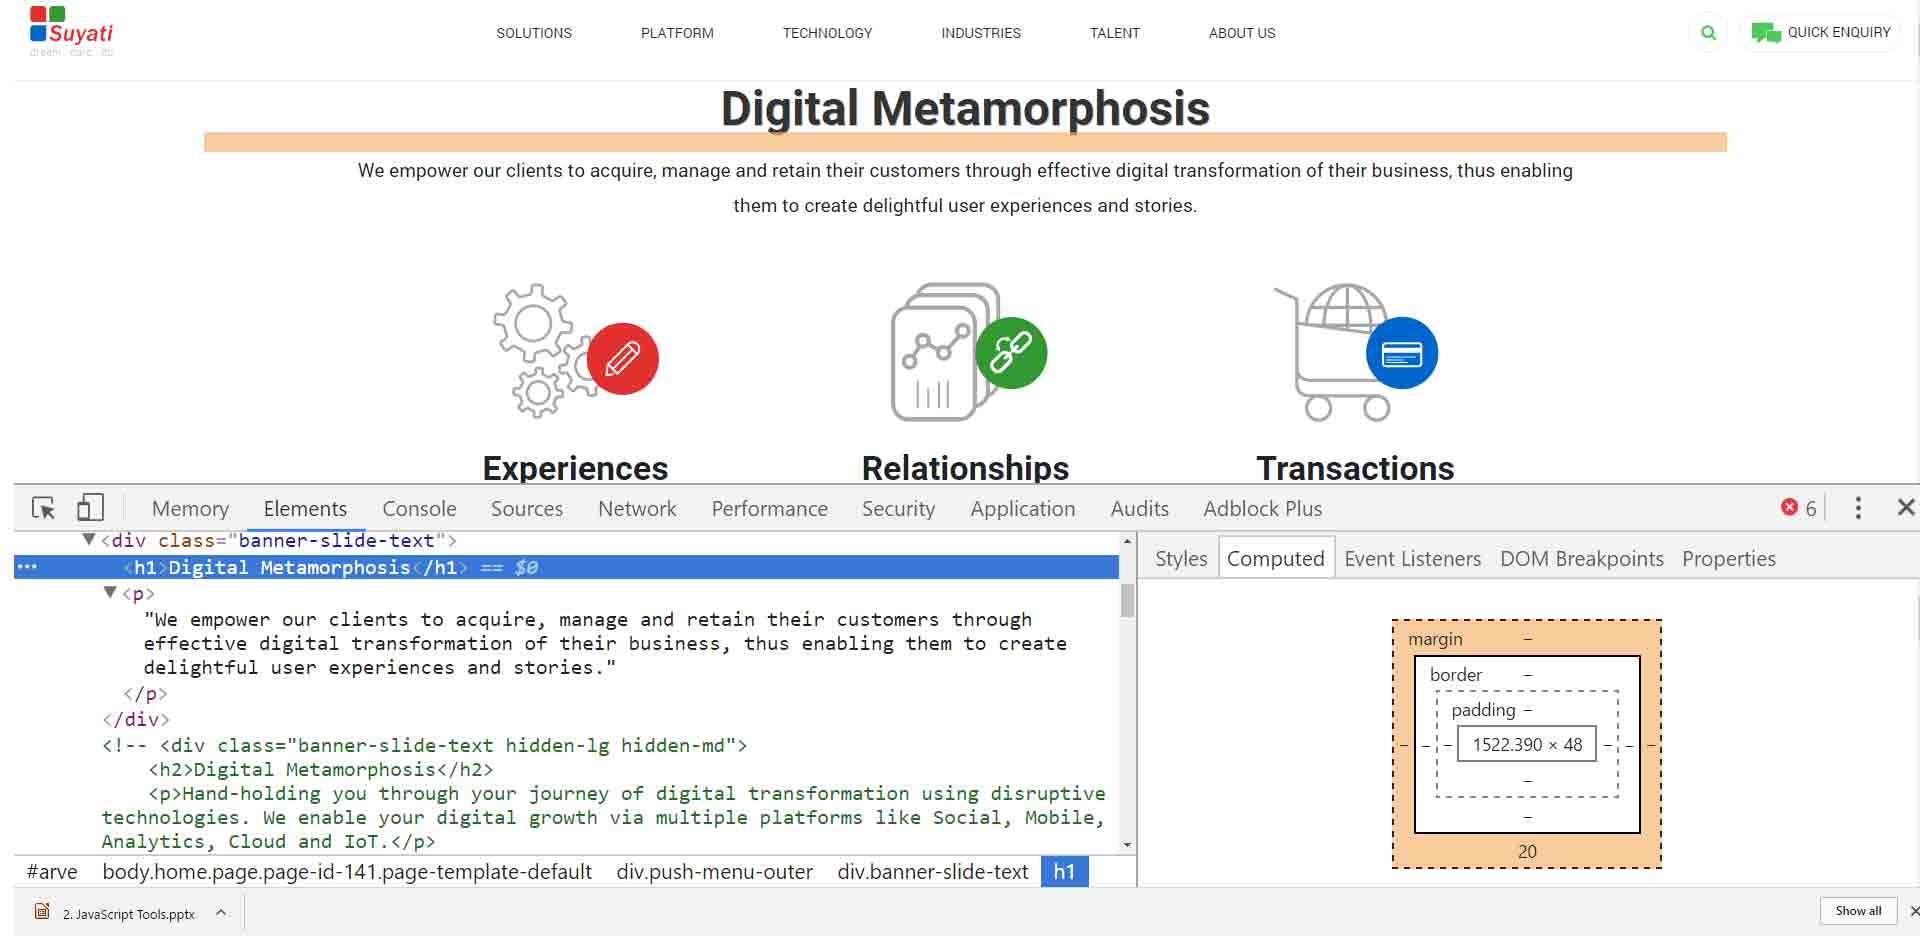 Suyati
dream . care . do
SOLUTIONS PLATFORM TECHNOLOGY INDUSTRIES TALENT ABOUT US QUICK ENQUIRY
Digital Metamorphosis
We empower our clients to acquire, manage and retain their customers through effective digital transformation of their business, thus enabling
them to create delightful user experiences and stories.
Experiences Relationships Transactions
Memory Elements Console Sources Network Performance Security Application Audits Adblock Plus 6
<div class="banner-slide-text">
<h1>Digital Metamorphosis</h1> == $0
<p>
"We empower our clients to acquire, manage and retain their customers through
effective digital transformation of their business, thus enabling them to create
delightful user experiences and stories."
</p>
</div>
<!-- <div class="banner-slide-text hidden-lg hidden-md">
<h2>Digital Metamorphosis</h2>
<p>Hand-holding you through your journey of digital transformation using disruptive
technologies. We enable your digital growth via multiple platforms like Social, Mobile,
Analytics, Cloud and IoT.</p>
#arve body.home.page.page-id-141.page-template-default div.push-menu-outer div.banner-slide-text h1
Styles Computed Event Listeners DOM Breakpoints Properties
margin –
border –
padding –
– – – 1522.390 × 48 – – –
–
–
20
2. JavaScript Tools.pptx Show all